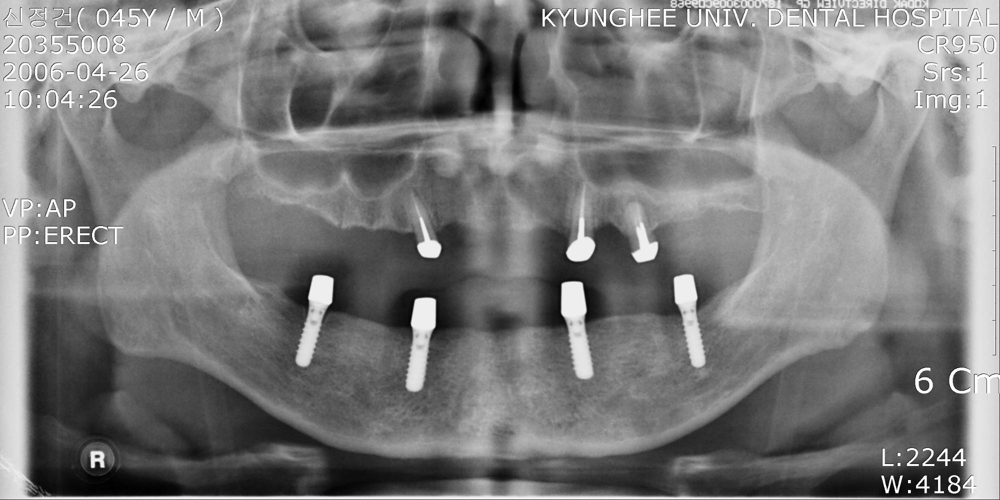 신정건( 045Y / M )
20355008
2006-04-26
10:04:26
KYUNGHEE UNIV. DENTAL HOSPITAL
CR950
Srs:1
Img:1
VP:AP
PP:ERECT
6 Cm
R
L:2244
W:4184